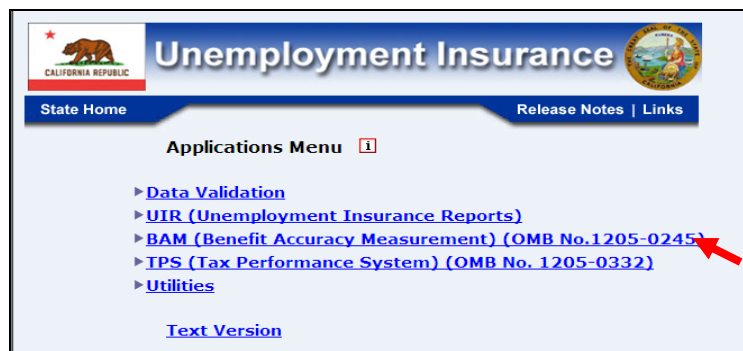 CALIFORNIA REPUBLIC
Unemployment Insurance
State Home
Release Notes | Links
Applications Menu i
Data Validation
UIR (Unemployment Insurance Reports)
BAM (Benefit Accuracy Measurement) (OMB No.1205-0245)
TPS (Tax Performance System) (OMB No. 1205-0332)
Utilities
Text Version